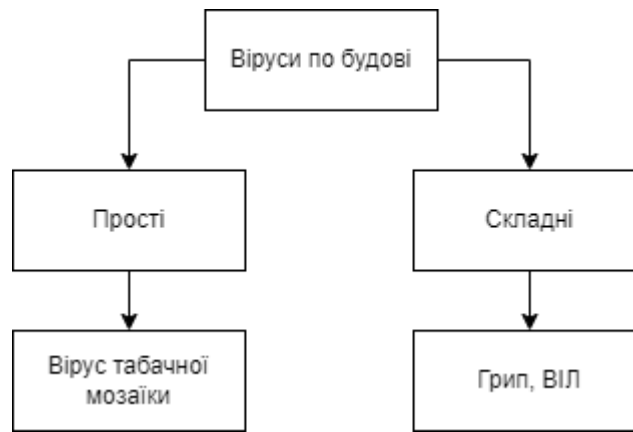 Віруси по будові
Прості
Складні
Вірус табачної
мозаїки
Грип, ВІЛ